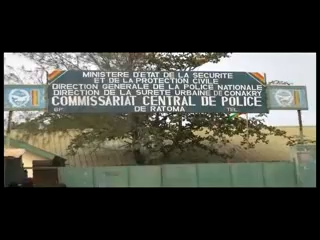 MINISTERE D'ETAT DE LA SECURITE
ET DE LA PROTECTION CIVILE
DIRECTION GENERALE DE LA POLICE NATIONALE
DIRECTION DE LA SURETE URBAINE DE CONAKRY
COMMISSARIAT CENTRAL DE POLICE
DE RATOMA TEL